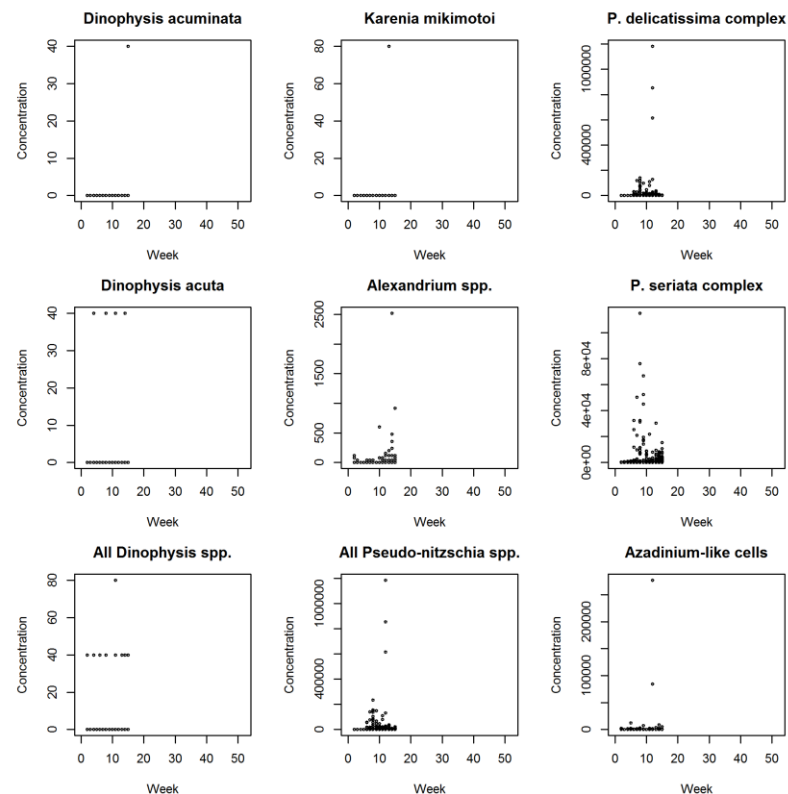 Dinophysis acuminata
Concentration
0 10 20 30 40
0 10 20 30 40 50
Week
Karenia mikimotoi
Concentration
0 20 40 60 80
0 10 20 30 40 50
Week
P. delicatissima complex
Concentration
0 400000 1000000
0 10 20 30 40 50
Week
Dinophysis acuta
Concentration
0 10 20 30 40
0 10 20 30 40 50
Week
Alexandrium spp.
Concentration
0 500 1500 2500
0 10 20 30 40 50
Week
P. seriata complex
Concentration
0e+00 4e+04 8e+04
0 10 20 30 40 50
Week
All Dinophysis spp.
Concentration
0 20 40 60 80
0 10 20 30 40 50
Week
All Pseudo-nitzschia spp.
Concentration
0 400000 1000000
0 10 20 30 40 50
Week
Azadinium-like cells
Concentration
0 100000 200000
0 10 20 30 40 50
Week